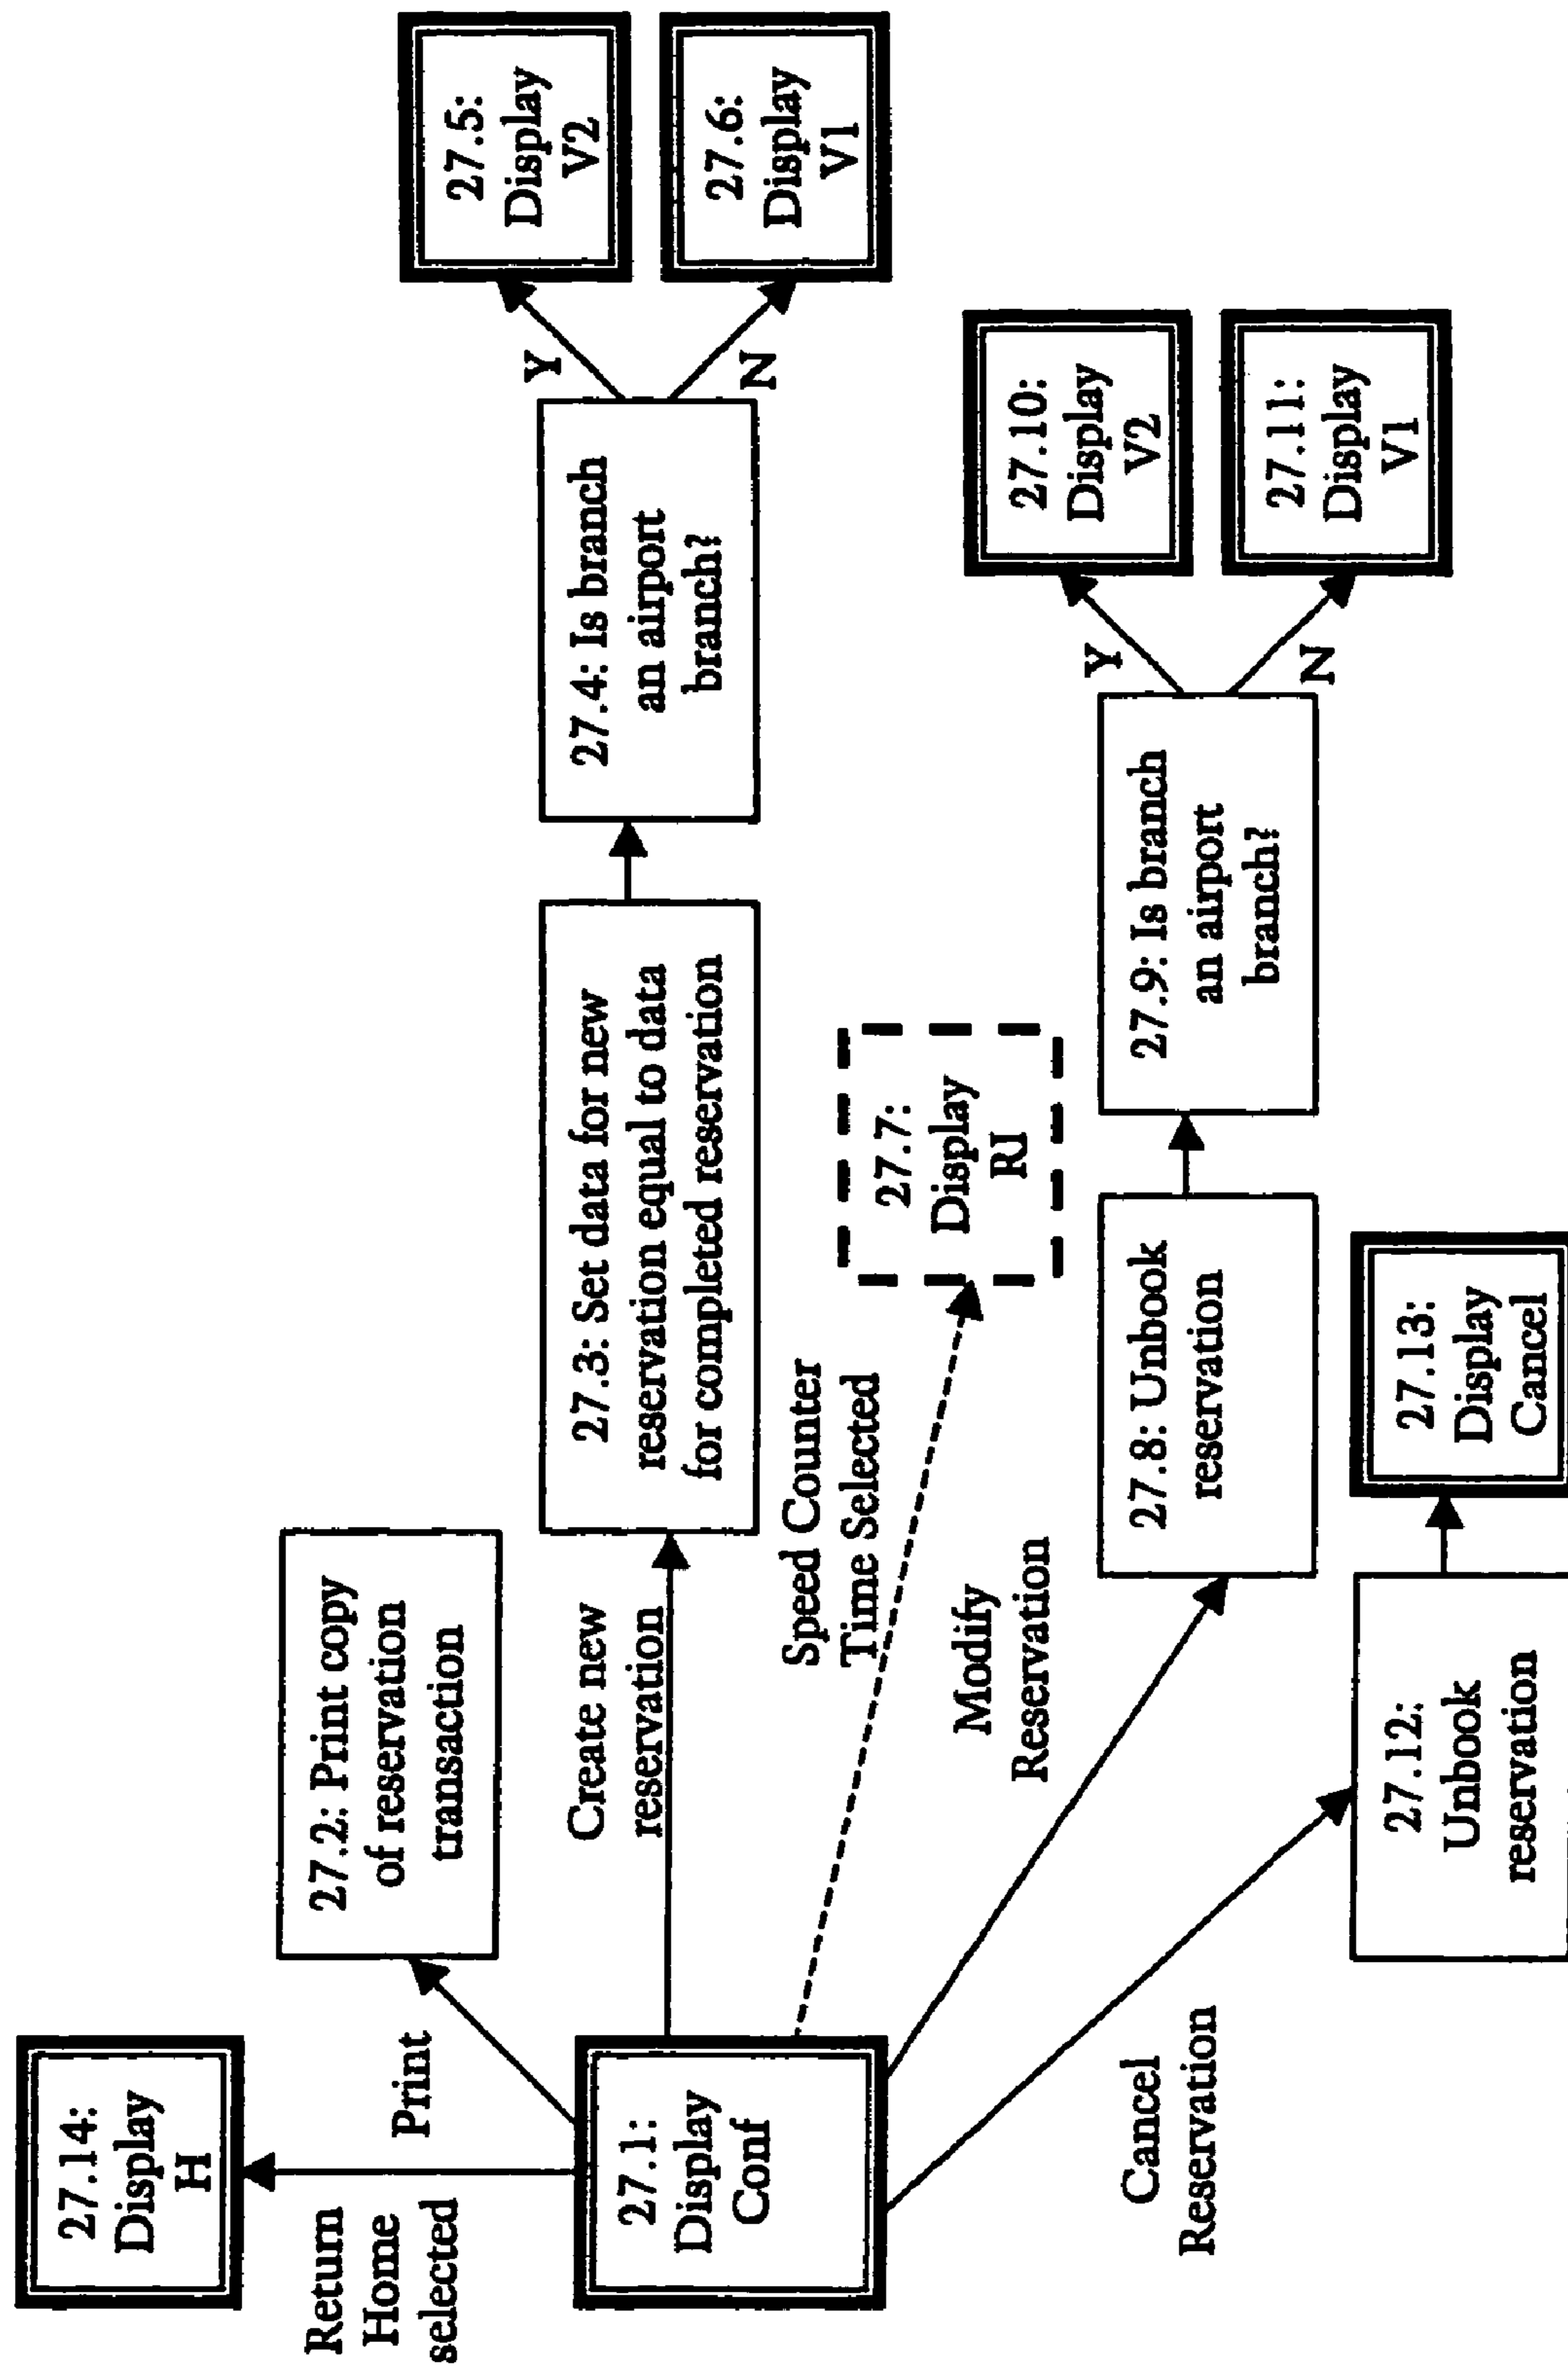 27.14:
Display
H
Return
Home
selected
Print
27.2: Print copy
of reservation
transaction
27.1:
Display
Conf
Create new
reservation
27.3: Set data for new
reservation equal to data
for completed reservation
27.4: Is branch
an airport
branch?
Y
N
27.5:
Display
V2
27.6:
Display
V1
Speed Counter
Time Selected
27.7:
Display
RI
Modify
Reservation
27.8: Unbook
reservation
27.9: Is branch
an airport
branch?
Y
N
27.10:
Display
V2
27.11:
Display
V1
Cancel
Reservation
27.12:
Unbook
reservation
27.13:
Display
Cancel